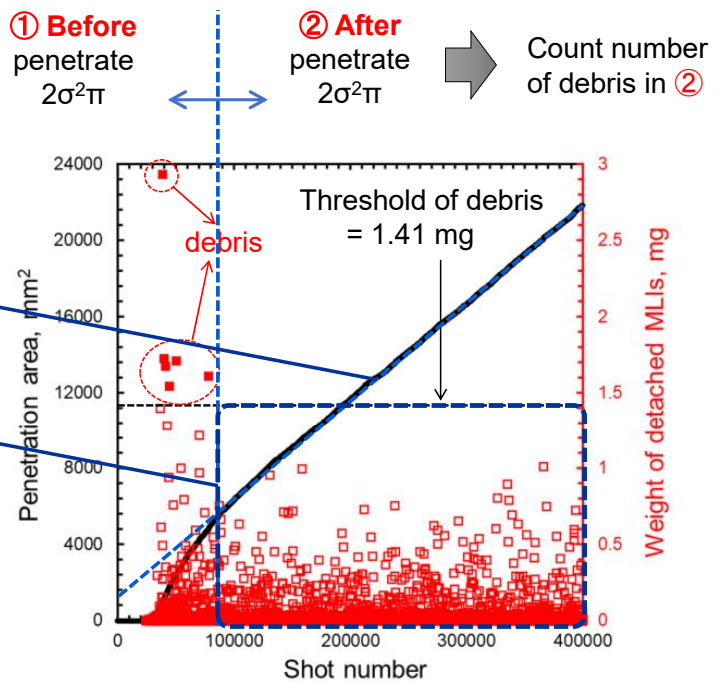 ① Before
penetrate
2σ²π
② After
penetrate
2σ²π
Count number
of debris in ②
24000
20000
16000
12000
8000
4000
0
Penetration area, mm²
3
2.5
2
1.5
1
0.5
0
Weight of detached MLIs, mg
debris
Threshold of debris
= 1.41 mg
0
100000
200000
300000
400000
Shot number